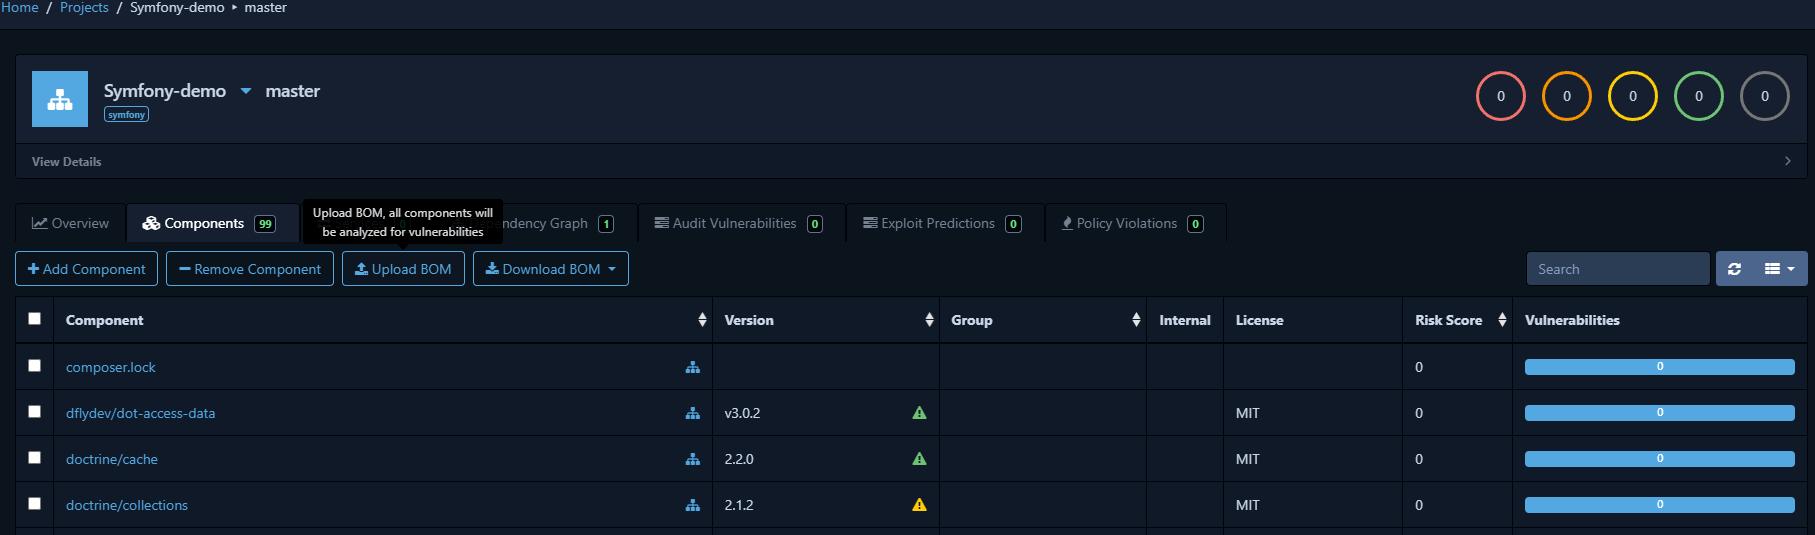 Home / Projects / Symfony-demo ▸ master
Symfony-demo master
symfony
0 0 0 0 0
View Details
Overview
Components 99
Upload BOM, all components will
be analyzed for vulnerabilities
ndency Graph 1
Audit Vulnerabilities 0
Exploit Predictions 0
Policy Violations 0
Add Component
Remove Component
Upload BOM
Download BOM
Search
Component Version Group Internal License Risk Score Vulnerabilities
composer.lock 0 0
dflydev/dot-access-data v3.0.2 MIT 0 0
doctrine/cache 2.2.0 MIT 0 0
doctrine/collections 2.1.2 MIT 0 0